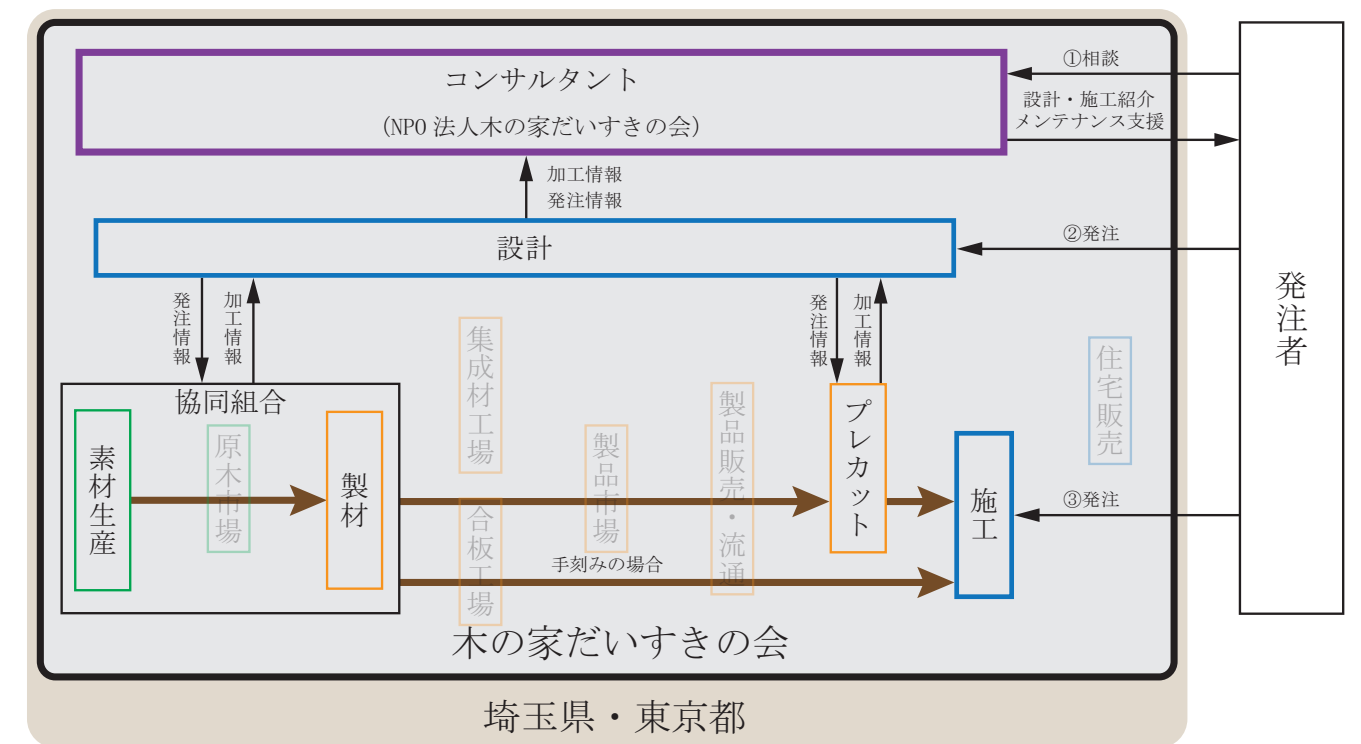 コンサルタント
（NPO 法人木の家だいすきの会）
①相談
設計・施工紹介
メンテナンス支援
加工情報
発注情報
設計
②発注
発注者
発注情報
加工情報
発注情報
加工情報
協同組合
素材生産
原木市場
製材
集成材工場
合板工場
製品市場
製品販売・流通
プレカット
住宅販売
施工
③発注
手刻みの場合
木の家だいすきの会
埼玉県・東京都